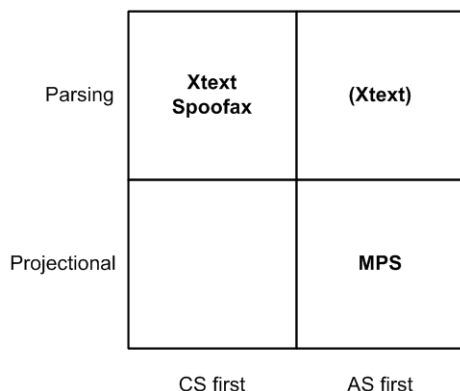 Parsing
Xtext
Spoofax
(Xtext)
Projectional
MPS
CS first
AS first